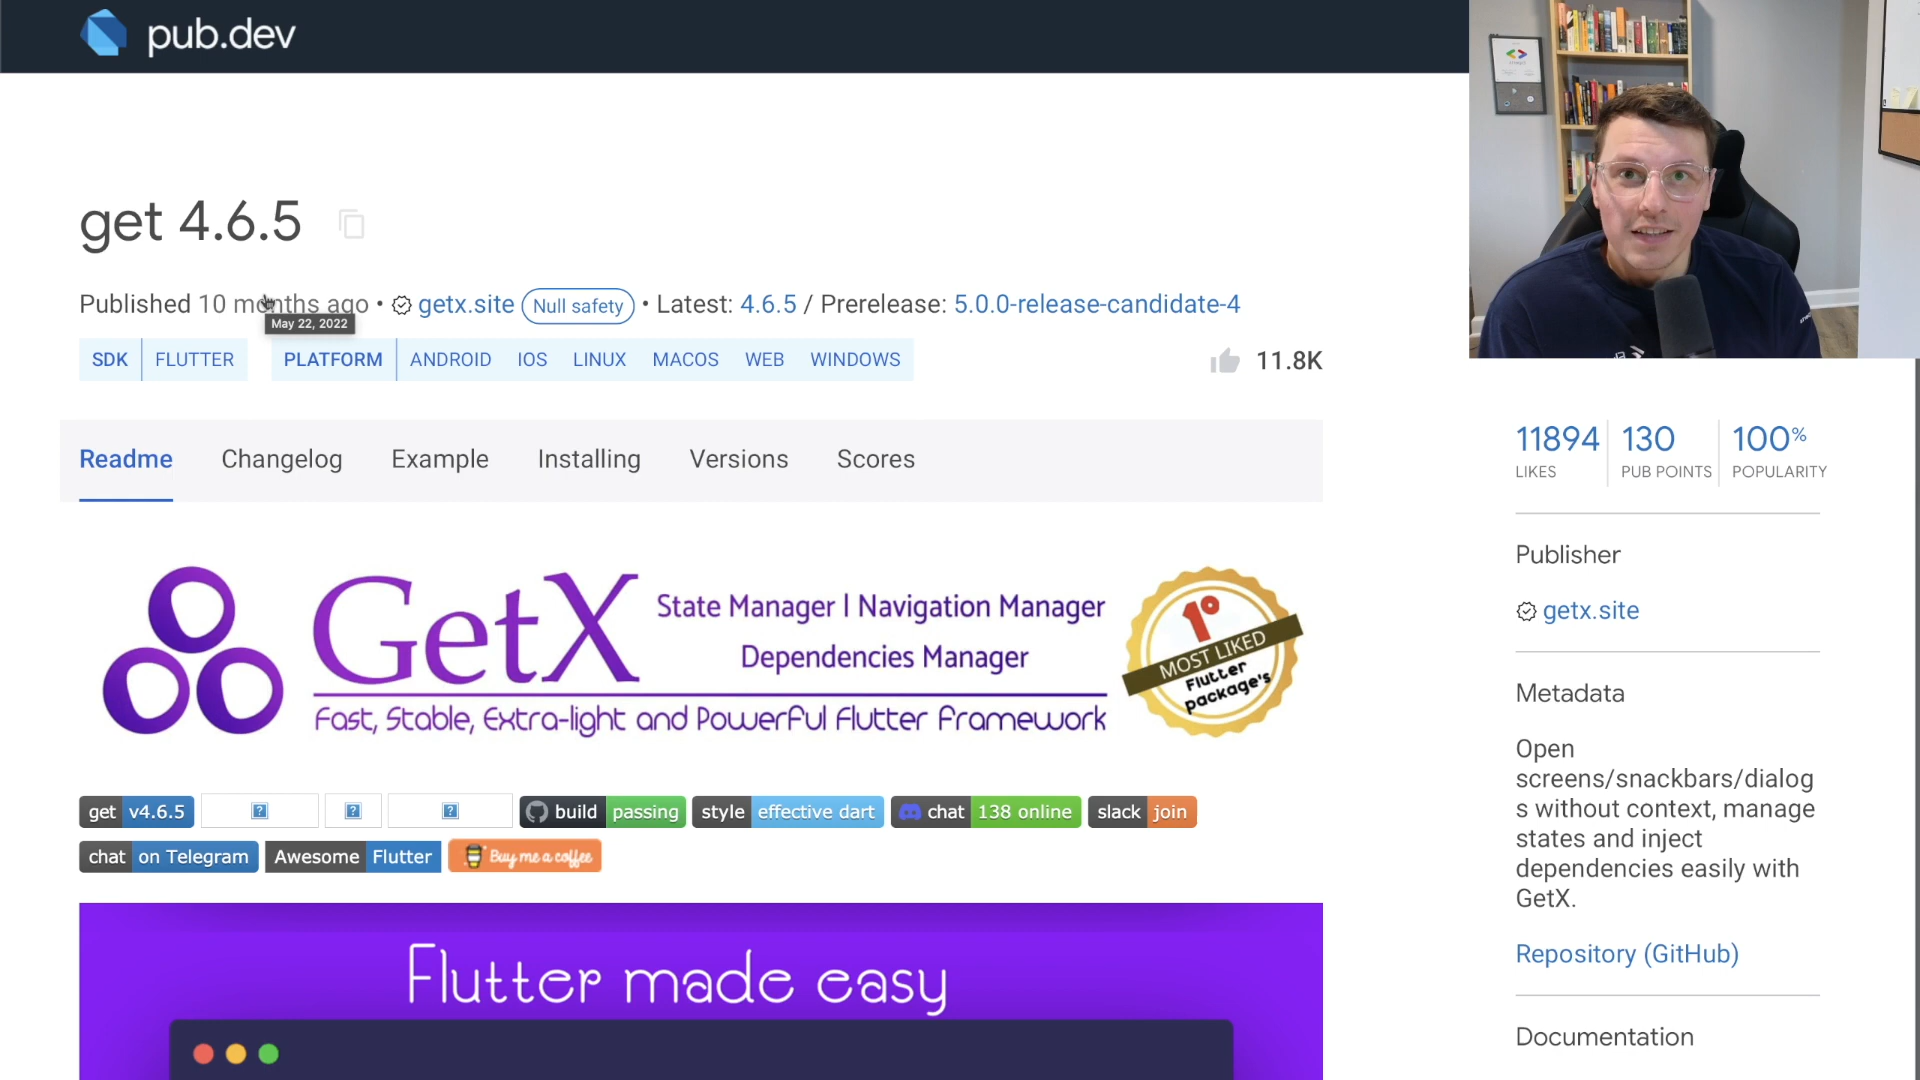 pub.dev
get 4.6.5
Published 10 months ago • getx.site Null safety • Latest: 4.6.5 / Prerelease: 5.0.0-release-candidate-4
May 22, 2022
SDK FLUTTER PLATFORM ANDROID IOS LINUX MACOS WEB WINDOWS
11.8K
Readme Changelog Example Installing Versions Scores
GetX
State Manager | Navigation Manager
Dependencies Manager
Fast, Stable, Extra-light and Powerful Flutter Framework
1º
MOST LIKED
Flutter
package's
get v4.6.5 build passing style effective dart chat 138 online slack join
chat on Telegram Awesome Flutter Buy me a coffee
Flutter made easy
11894 130 100%
LIKES PUB POINTS POPULARITY
Publisher
getx.site
Metadata
Open
screens/snackbars/dialog
s without context, manage
states and inject
dependencies easily with
GetX.
Repository (GitHub)
Documentation